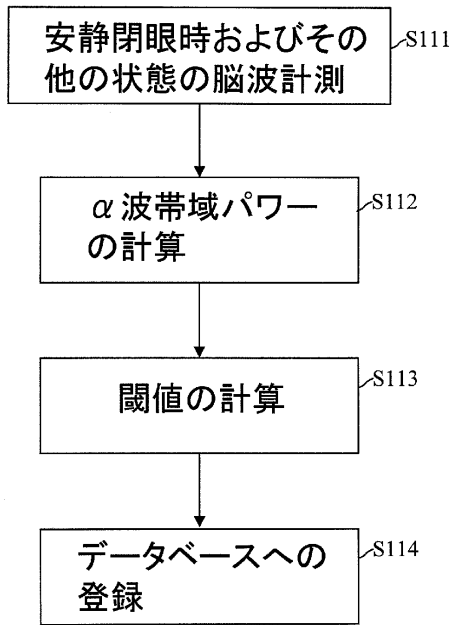 安静閉眼時およびその
他の状態の脳波計測
S111
α波帯域パワー
の計算
S112
閾値の計算
S113
データベースへの
登録
S114